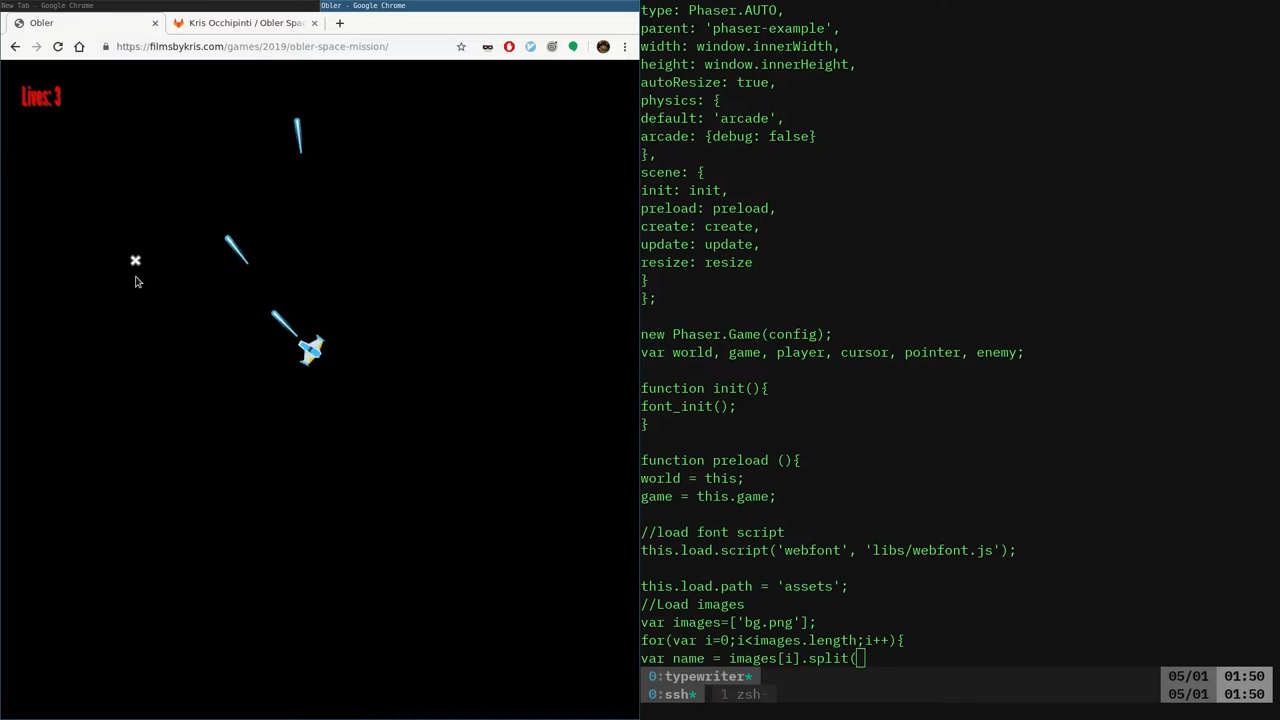 New Tab - Google Chrome
Obler - Google Chrome
Obler
Kris Occhipinti / Obler Spa
https://filmsbykris.com/games/2019/obler-space-mission/
Lives: 3
type: Phaser.AUTO,
parent: 'phaser-example',
width: window.innerWidth,
height: window.innerHeight,
autoResize: true,
physics: {
default: 'arcade',
arcade: {debug: false}
},
scene: {
init: init,
preload: preload,
create: create,
update: update,
resize: resize
}
};
new Phaser.Game(config);
var world, game, player, cursor, pointer, enemy;
function init(){
font_init();
}
function preload (){
world = this;
game = this.game;
//load font script
this.load.script('webfont', 'libs/webfont.js');
this.load.path = 'assets';
//Load images
var images=['bg.png'];
for(var i=0;i<images.length;i++){
var name = images[i].split(
0:typewriter* 05/01 01:50
0:ssh* 1 zsh- 05/01 01:50